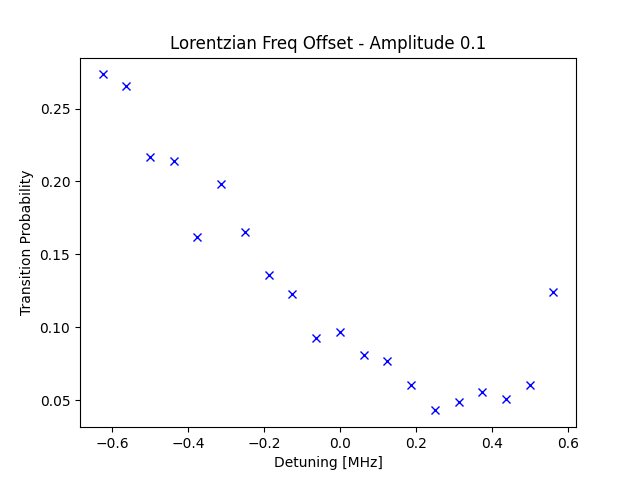 Lorentzian Freq Offset - Amplitude 0.1
Transition Probability
0.25
0.20
0.15
0.10
0.05
−0.6 −0.4 −0.2 0.0 0.2 0.4 0.6
Detuning [MHz]